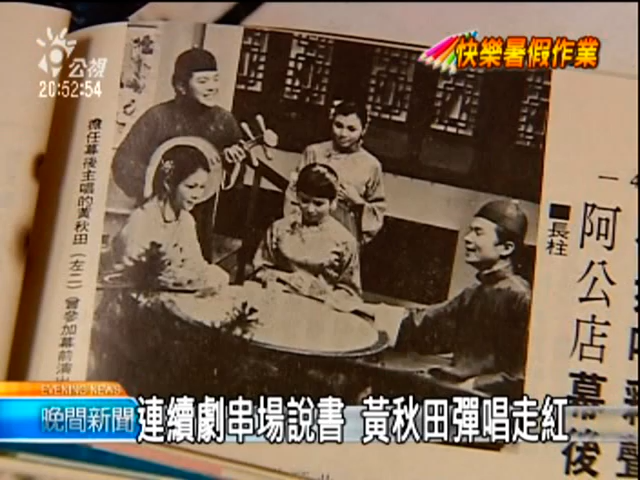 公視
20:52:54
快樂暑假作業
擔任幕後主唱的黃秋田（左二）曾參加幕前演
一
■長柱
阿公店幕後
EVENING NEWS
晚間新聞
連續劇串場說書 黃秋田彈唱走紅